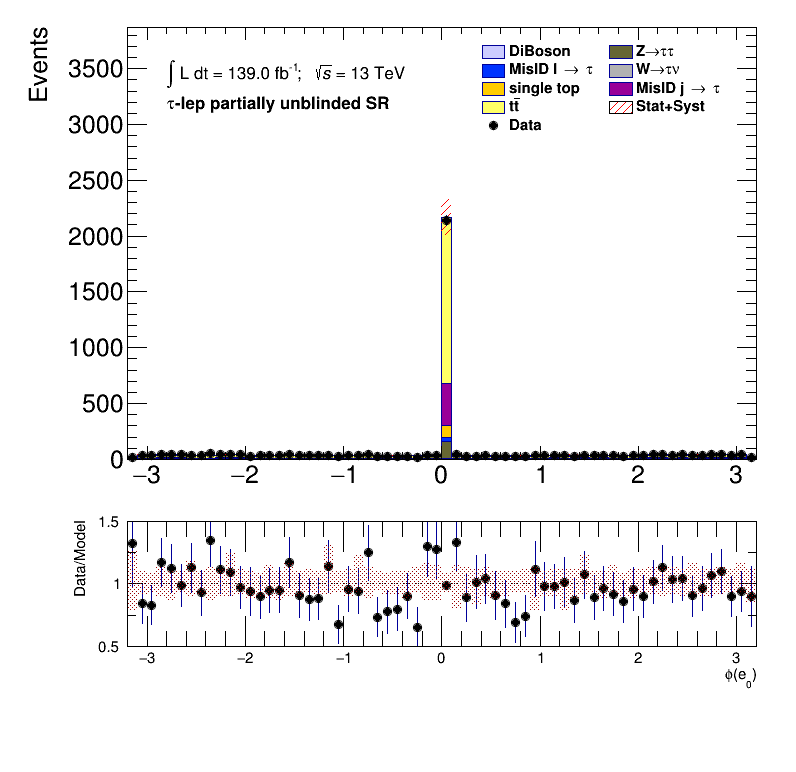 Events
3500
3000
2500
2000
1500
1000
500
0
−3 −2 −1 0 1 2 3
∫ L dt = 139.0 fb⁻¹; √s = 13 TeV
τ-lep partially unblinded SR
DiBoson
MisID l → τ
single top
tt̄
Data
Z→ττ
W→τν
MisID j → τ
Stat+Syst
Data/Model
1.5
1
0.5
−3 −2 −1 0 1 2 3
ϕ(e₀)